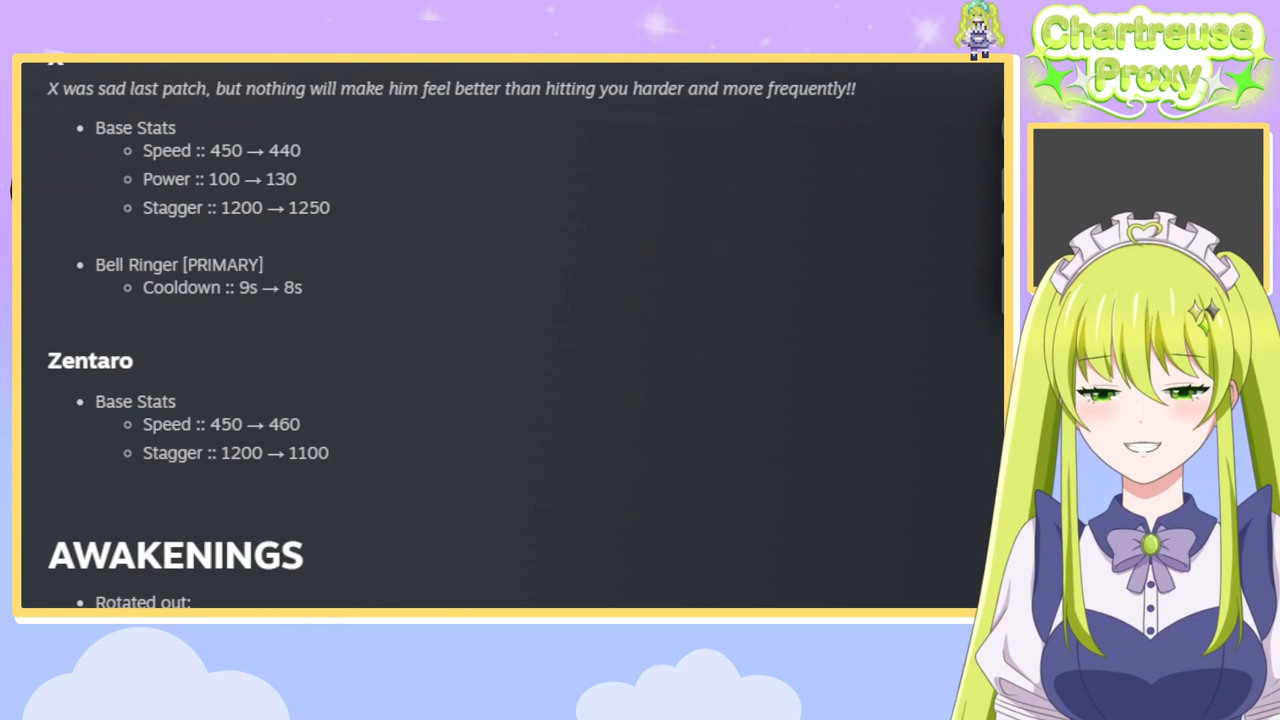 Chartreuse
Proxy
X was sad last patch, but nothing will make him feel better than hitting you harder and more frequently!!
• Base Stats
○ Speed :: 450 → 440
○ Power :: 100 → 130
○ Stagger :: 1200 → 1250
• Bell Ringer [PRIMARY]
○ Cooldown :: 9s → 8s
Zentaro
• Base Stats
○ Speed :: 450 → 460
○ Stagger :: 1200 → 1100
AWAKENINGS
• Rotated out: